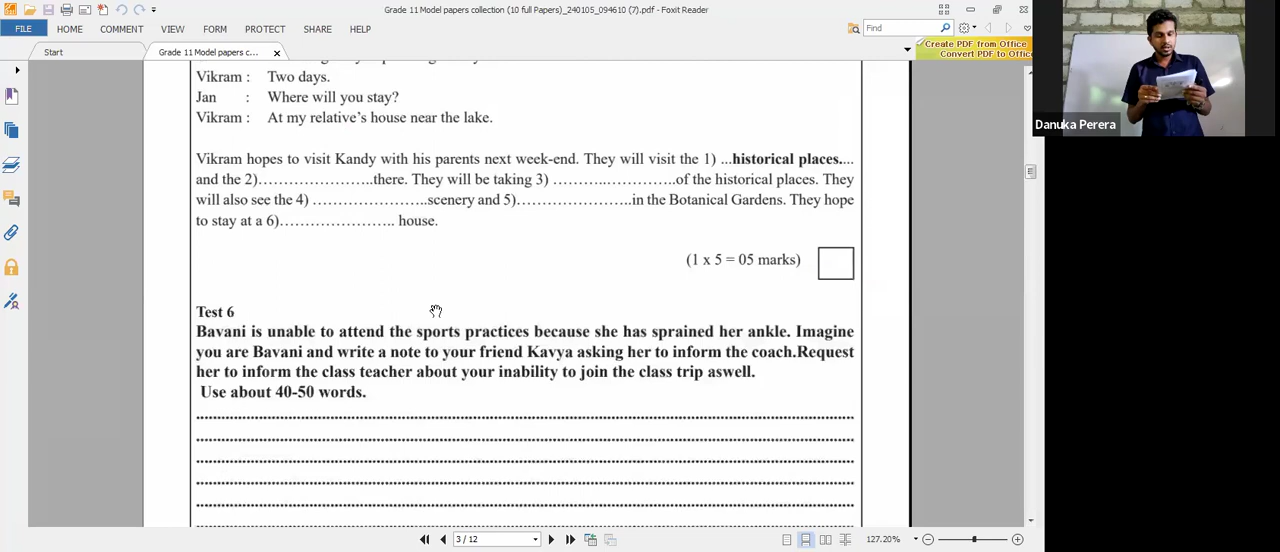 Grade 11 Model papers collection (10 full Papers)_240105_094610 (7).pdf - Foxit Reader
FILE HOME COMMENT VIEW FORM PROTECT SHARE HELP
Find
Create PDF from Office
Convert PDF to Offic
Start Grade 11 Model papers c...
Vikram : Two days.
Jan : Where will you stay?
Vikram : At my relative's house near the lake.
Vikram hopes to visit Kandy with his parents next week-end. They will visit the 1) ...historical places....
and the 2)…………………..there. They will be taking 3) ………..…………..of the historical places. They
will also see the 4) …………………..scenery and 5)…………………..in the Botanical Gardens. They hope
to stay at a 6)………………….. house.
(1 x 5 = 05 marks)
Test 6
Bavani is unable to attend the sports practices because she has sprained her ankle. Imagine
you are Bavani and write a note to your friend Kavya asking her to inform the coach.Request
her to inform the class teacher about your inability to join the class trip aswell.
Use about 40-50 words.
3 / 12
127.20%
Danuka Perera